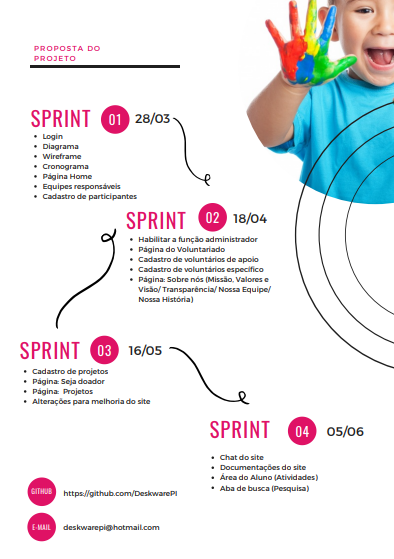 PROPOSTA DO
PROJETO
SPRINT 01 28/03
• Login
• Diagrama
• Wireframe
• Cronograma
• Página Home
• Equipes responsáveis
• Cadastro de participantes
SPRINT 02 18/04
• Habilitar a função administrador
• Página do Voluntariado
• Cadastro de voluntários de apoio
• Cadastro de voluntários específico
• Página: Sobre nós (Missão, Valores e
Visão/ Transparência/ Nossa Equipe/
Nossa História)
SPRINT 03 16/05
• Cadastro de projetos
• Página: Seja doador
• Página: Projetos
• Alterações para melhoria do site
SPRINT 04 05/06
• Chat do site
• Documentações do site
• Área do Aluno (Atividades)
• Aba de busca (Pesquisa)
GITHUB https://github.com/DeskwarePI
E-MAIL deskwarepi@hotmail.com